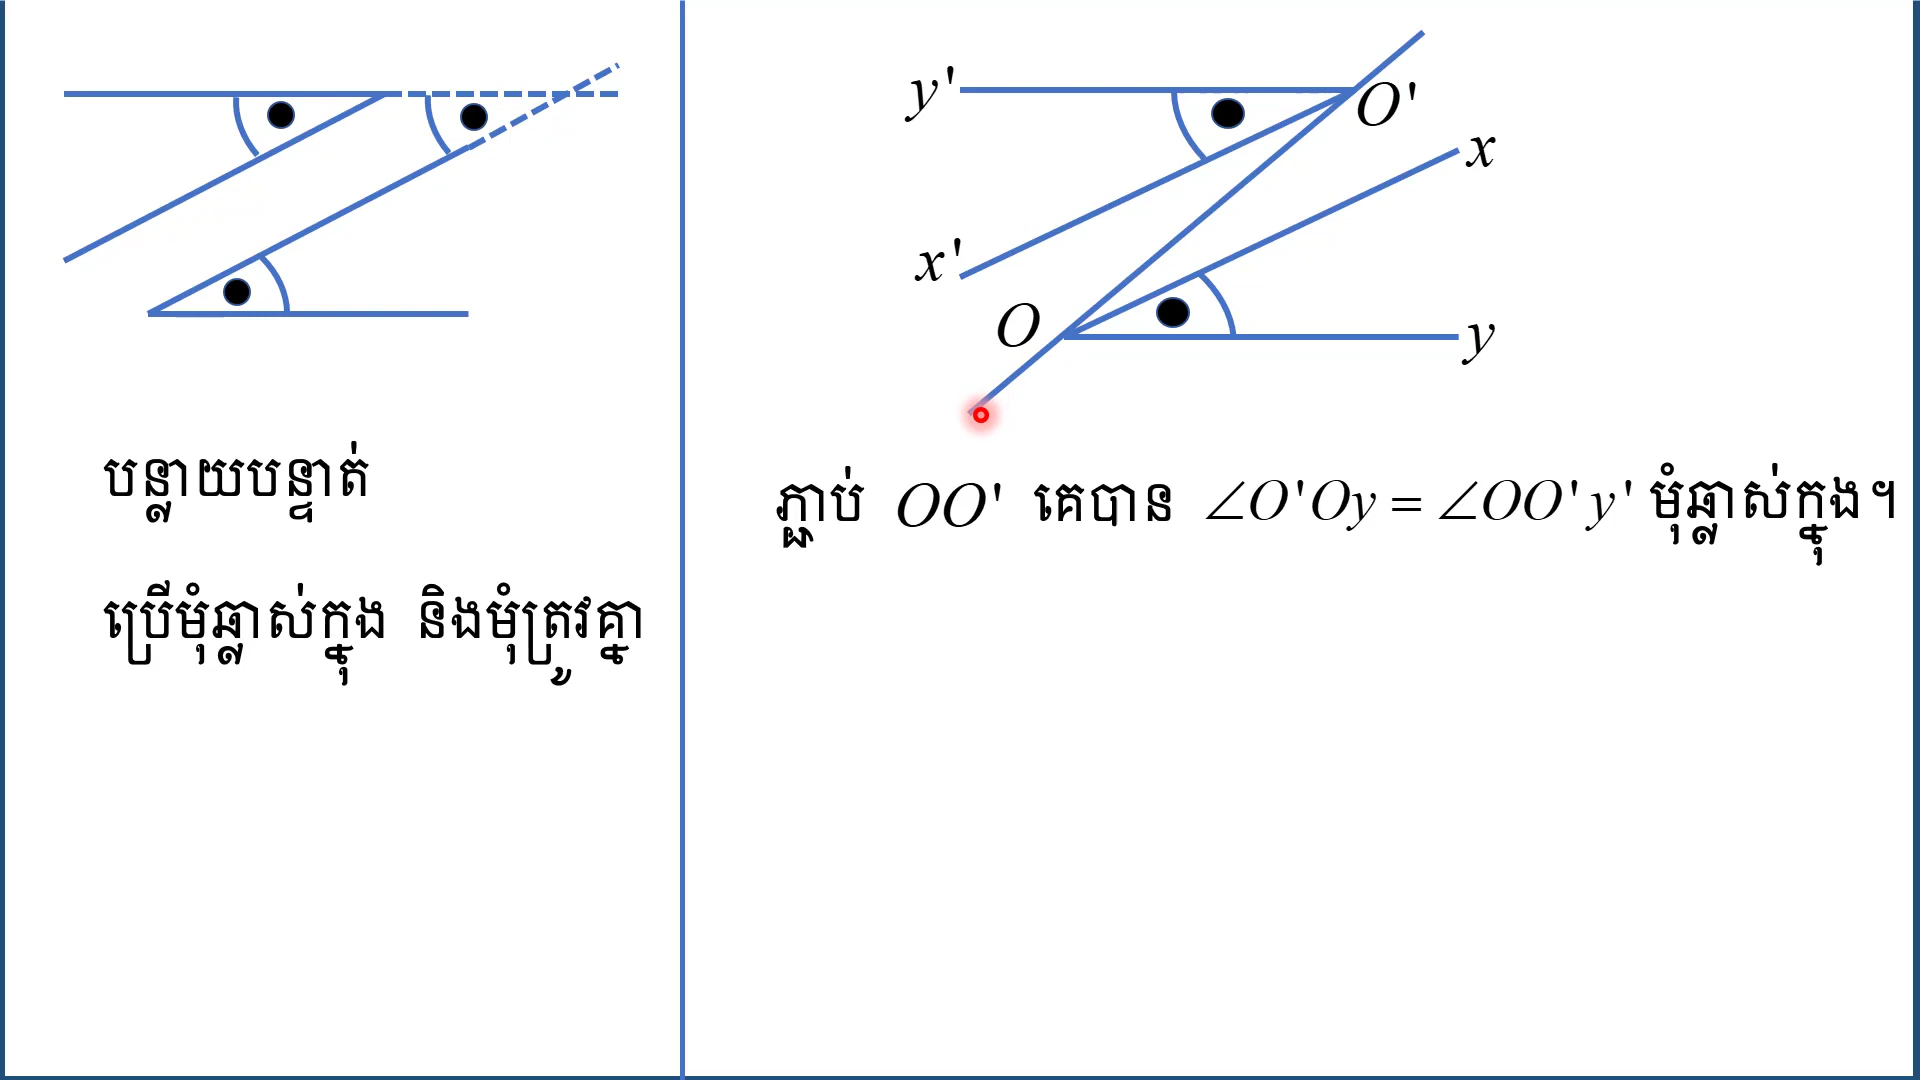 បន្លាយបន្ទាត់
ប្រើមុំឆ្លាស់ក្នុង និងមុំត្រូវគ្នា
y' O'
x
x'
O
y
ភ្ជាប់ OO' គេបាន ∠O'Oy = ∠OO'y' មុំឆ្លាស់ក្នុង។